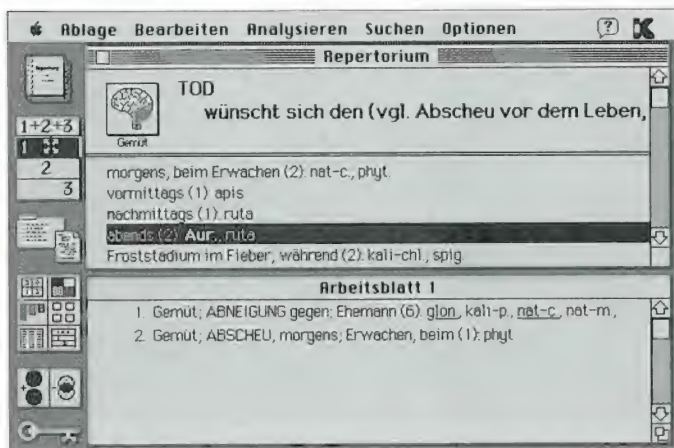 Ablage Bearbeiten Analysieren Suchen Optionen ?
Repertorium
TOD
wünscht sich den (vgl. Abscheu vor dem Leben,
Gemüt
1+2+3
1
2
3
morgens, beim Erwachen (2): nat-c., phyt.
vormittags (1): apis
nachmittags (1): ruta
abends (2): Aur., ruta
Froststadium im Fieber, während (2): kali-chl., spig
Arbeitsblatt 1
1. Gemüt; ABNEIGUNG gegen; Ehemann (6): glon., kali-p., nat-c., nat-m.,
2. Gemüt; ABSCHEU, morgens; Erwachen, beim (1): phyt